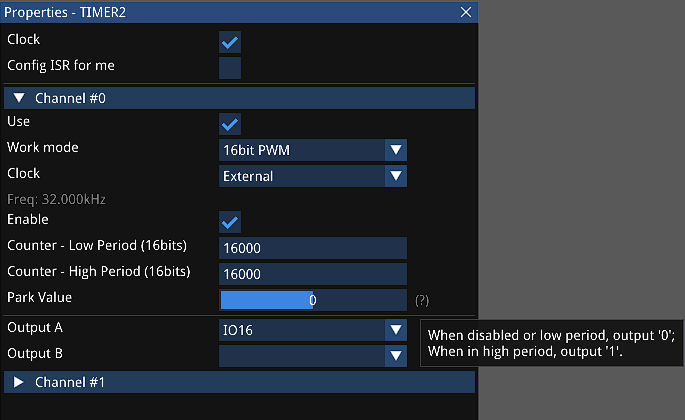 Properties - TIMER2
Clock
Config ISR for me
Channel #0
Use
Work mode 16bit PWM
Clock External
Freq: 32.000kHz
Enable
Counter - Low Period (16bits) 16000
Counter - High Period (16bits) 16000
Park Value 0 (?)
Output A IO16
When disabled or low period, output '0';
When in high period, output '1'.
Output B
Channel #1